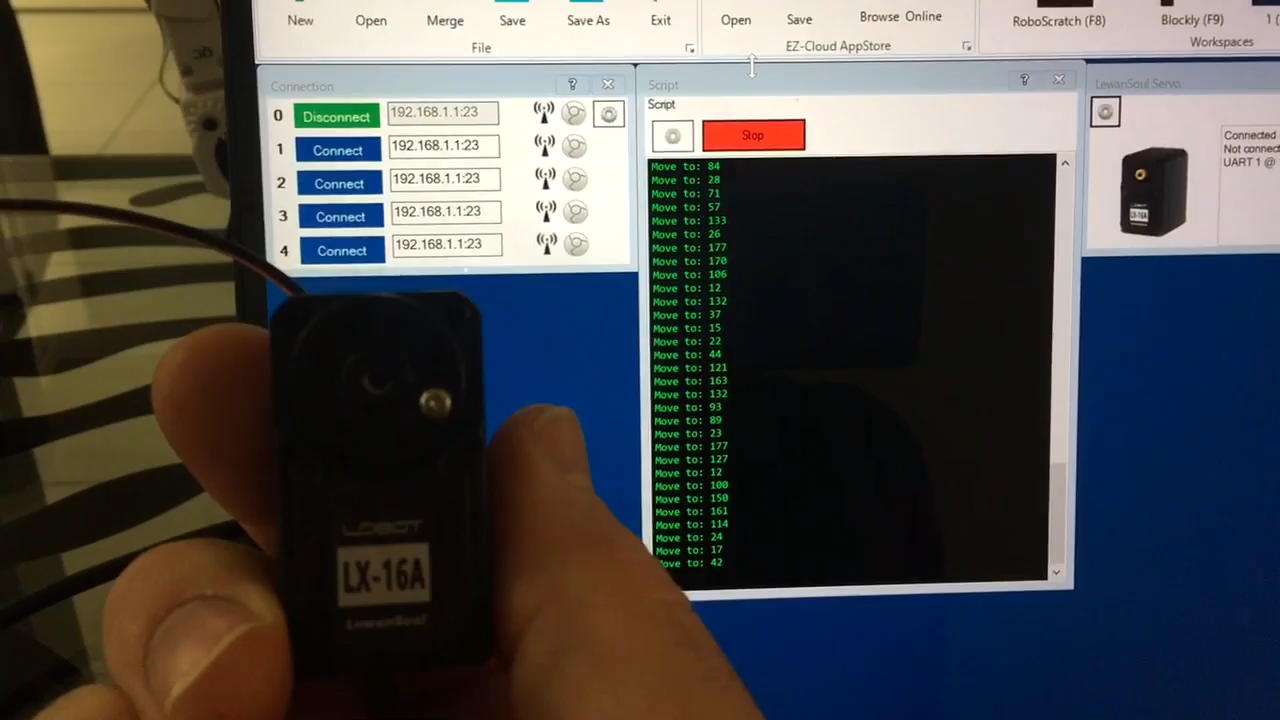 New Open Merge Save Save As Exit
File
Open Save Browse Online
EZ-Cloud AppStore
RoboScratch (F8) Blockly (F9) 1 (
Workspaces
Connection ?
0 Disconnect 192.168.1.1:23
1 Connect 192.168.1.1:23
2 Connect 192.168.1.1:23
3 Connect 192.168.1.1:23
4 Connect 192.168.1.1:23
Script ?
Script
Stop
Move to: 84
Move to: 28
Move to: 71
Move to: 57
Move to: 133
Move to: 26
Move to: 177
Move to: 170
Move to: 106
Move to: 12
Move to: 132
Move to: 37
Move to: 15
Move to: 22
Move to: 44
Move to: 121
Move to: 163
Move to: 132
Move to: 93
Move to: 89
Move to: 23
Move to: 177
Move to: 127
Move to: 12
Move to: 100
Move to: 150
Move to: 161
Move to: 114
Move to: 24
Move to: 17
Move to: 42
LewanSoul Servo
Connected
Not connect
UART 1 @
LX-16A
LOBOT
LX-16A
LewanSoul